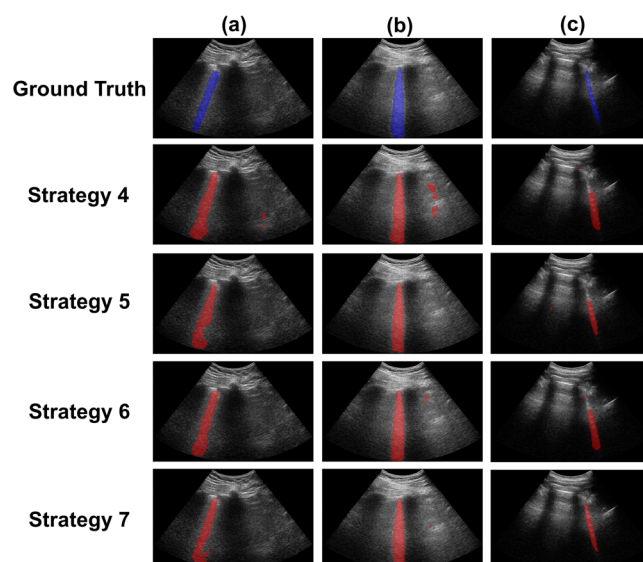 (a) (b) (c)
Ground Truth
Strategy 4
Strategy 5
Strategy 6
Strategy 7